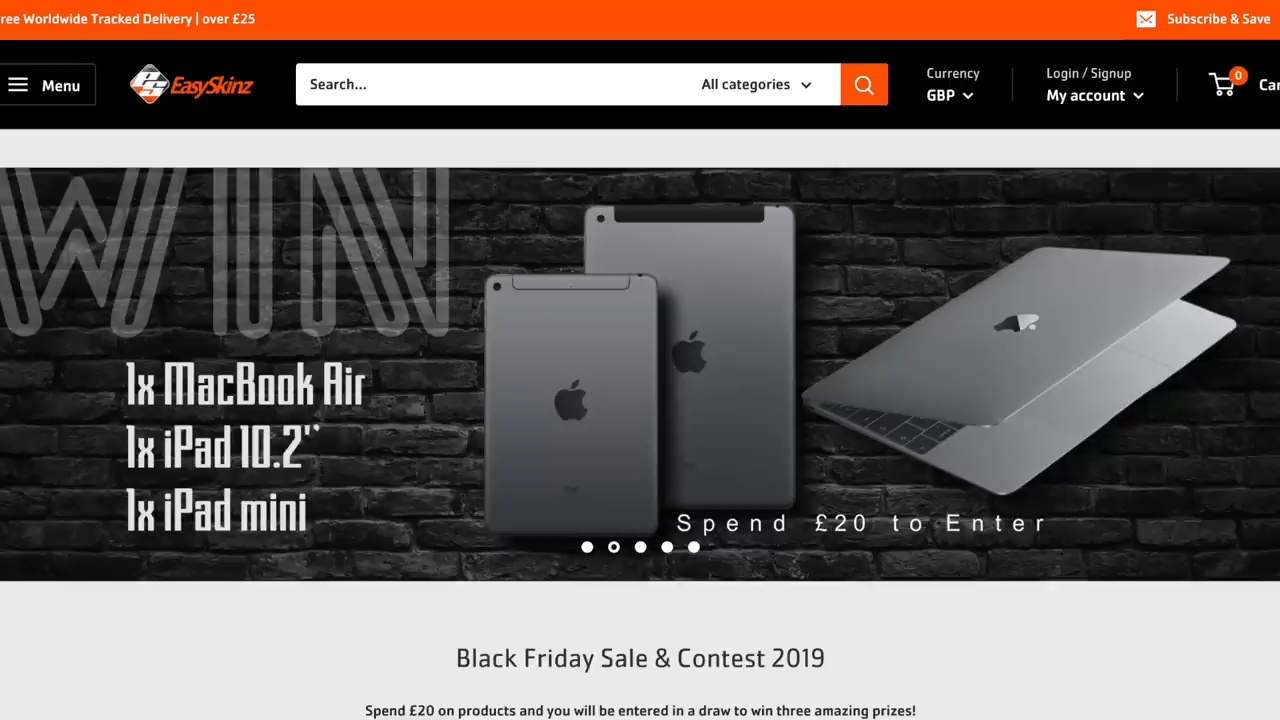 ree Worldwide Tracked Delivery | over £25
Subscribe & Save
Menu
EasySkinz
Search...
All categories
Currency
GBP
Login / Signup
My account
0
Car
WIN
1x MacBook Air
1x iPad 10.2''
1x iPad mini
Spend £20 to Enter
Black Friday Sale & Contest 2019
Spend £20 on products and you will be entered in a draw to win three amazing prizes!